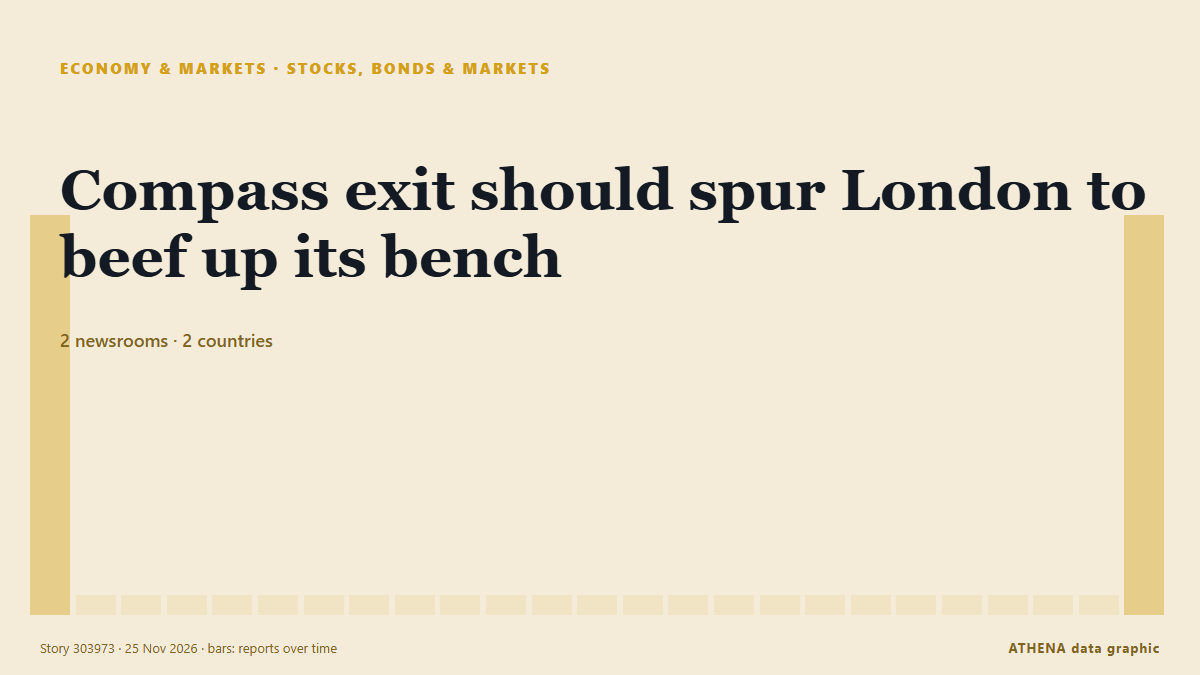 ECONOMY & MARKETS · STOCKS, BONDS & MARKETS
Compass exit should spur London to
beef up its bench
2 newsrooms · 2 countries
Story 303973 · 25 Nov 2026 · bars: reports over time
ATHENA data graphic